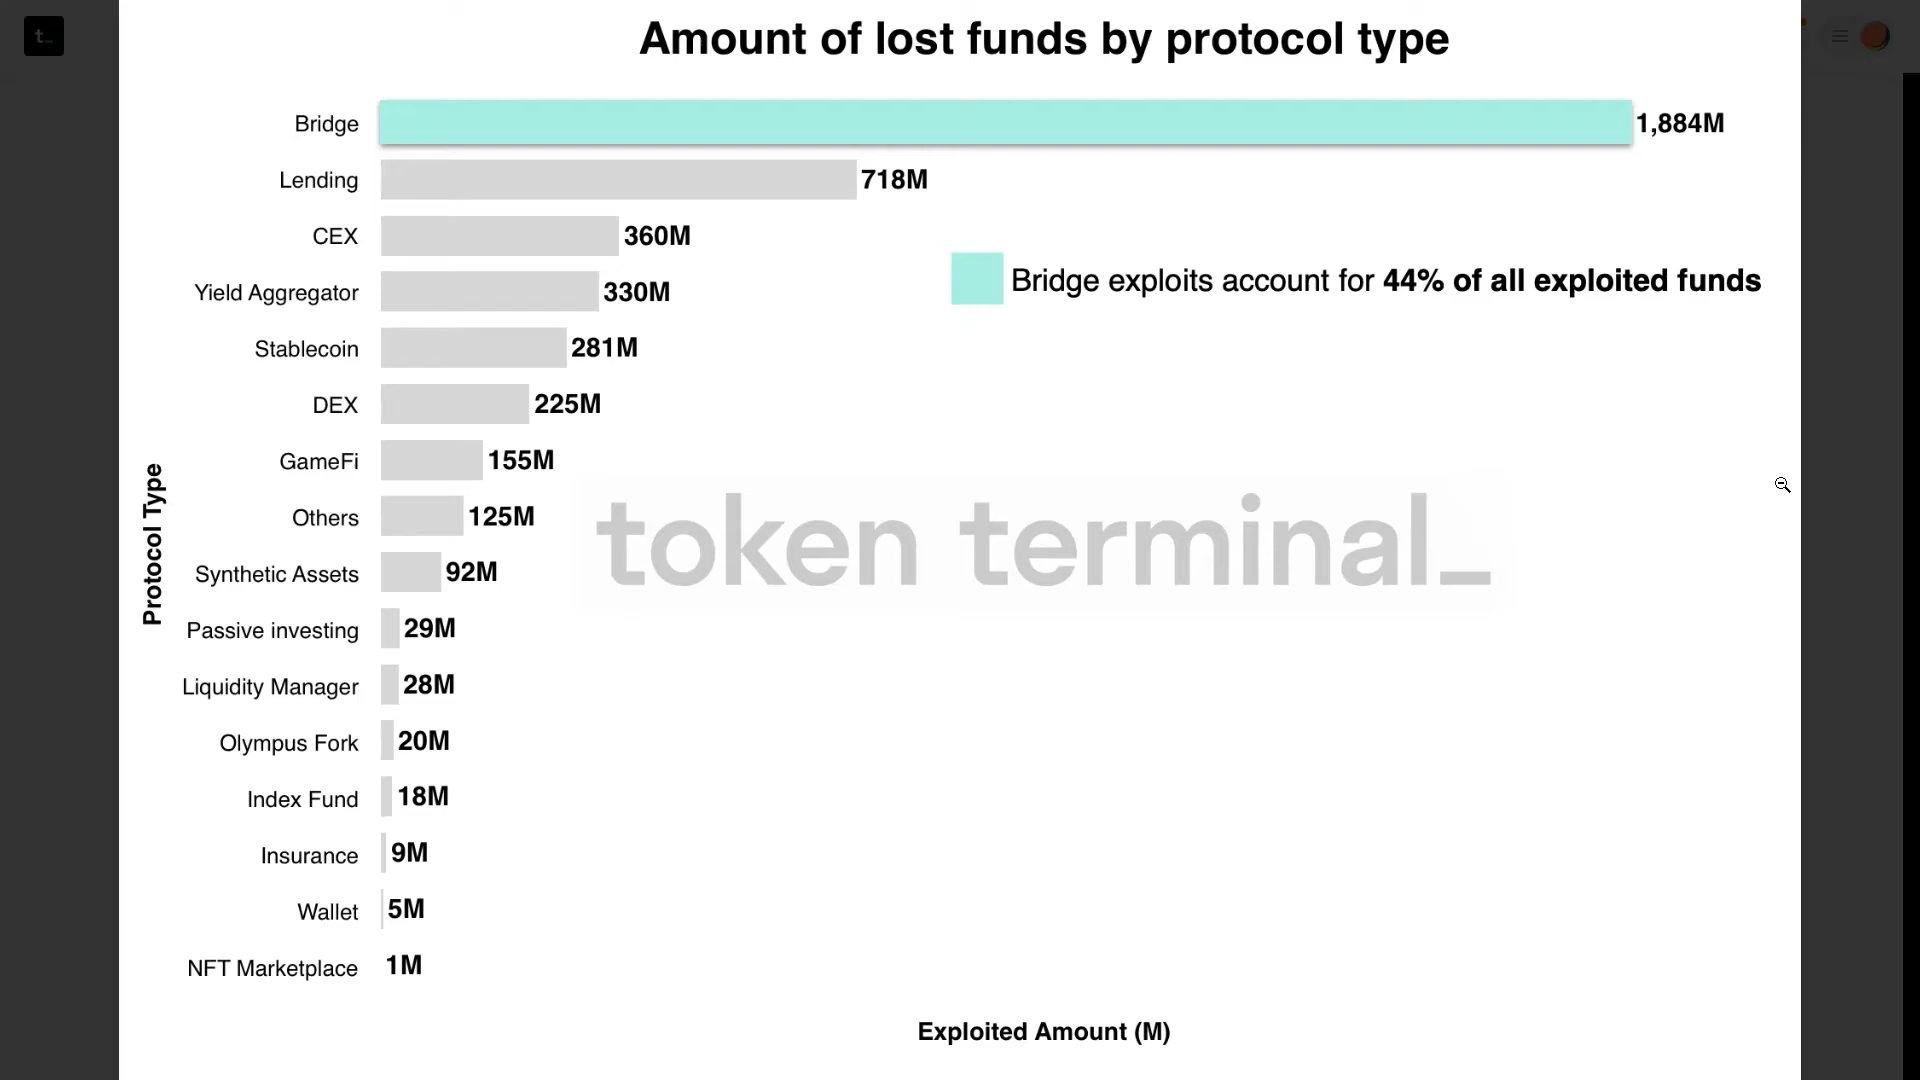 t_
Amount of lost funds by protocol type
Bridge 1,884M
Lending 718M
CEX 360M
Bridge exploits account for 44% of all exploited funds
Yield Aggregator 330M
Stablecoin 281M
DEX 225M
GameFi 155M
Others 125M
token terminal_
Protocol Type
Synthetic Assets 92M
Passive investing 29M
Liquidity Manager 28M
Olympus Fork 20M
Index Fund 18M
Insurance 9M
Wallet 5M
NFT Marketplace 1M
Exploited Amount (M)